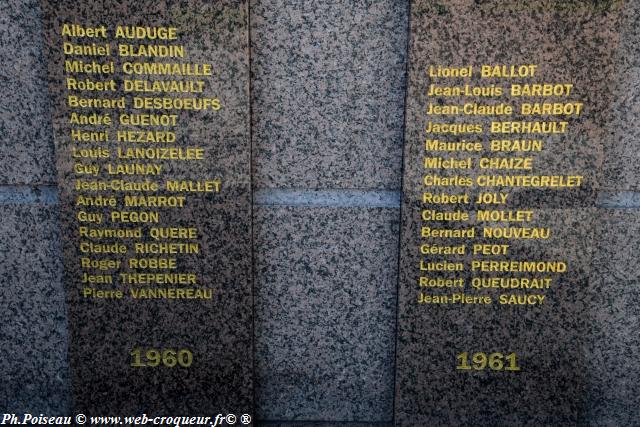 Albert AUDUGE
Daniel BLANDIN
Michel COMMAILLE
Robert DELAVAULT
Bernard DESBOEUFS
André GUENOT
Henri HEZARD
Louis LANOIZELEE
Guy LAUNAY
Jean-Claude MALLET
André MARROT
Guy PEGON
Raymond QUERE
Claude RICHETIN
Roger ROBBE
Jean THEPENIER
Pierre VANNEREAU
1960
Lionel BALLOT
Jean-Louis BARBOT
Jean-Claude BARBOT
Jacques BERHAULT
Maurice BRAUN
Michel CHAIZE
Charles CHANTEGRELET
Robert JOLY
Claude MOLLET
Bernard NOUVEAU
Gérard PEOT
Lucien PERREIMOND
Robert QUEUDRAIT
Jean-Pierre SAUCY
1961
Ph.Poiseau © www.web-croqueur.fr© ®